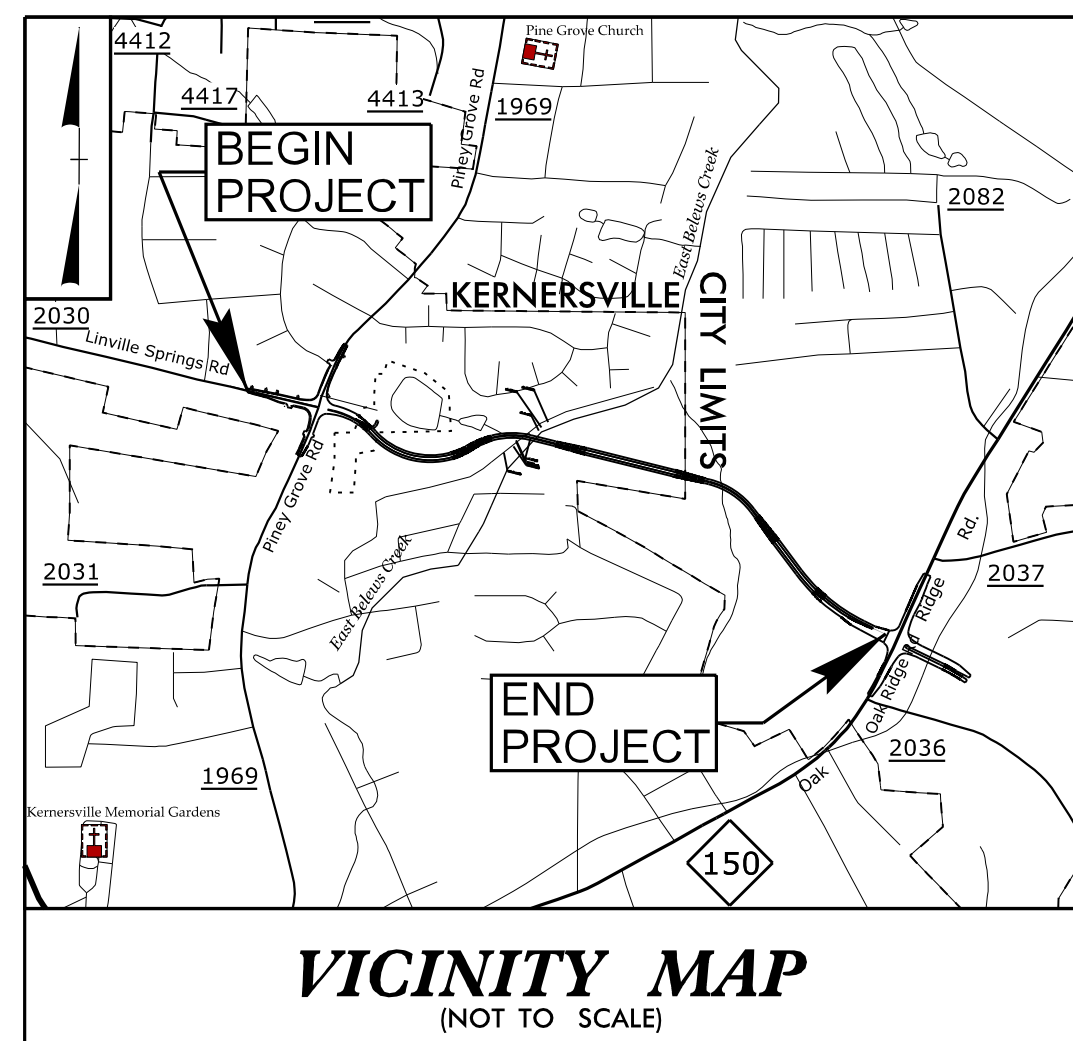 Pine Grove Church
4412
4417
4413
1969
Piney Grove Rd
BEGIN
PROJECT
East Belews Creek
2082
KERNERSVILLE
CITY LIMITS
2030
Linville Springs Rd
Piney Grove Rd
Rd.
2031
East Belews Creek
2037
Ridge
END
PROJECT
Oak Ridge
2036
1969
Oak
Kernersville Memorial Gardens
150
VICINITY MAP
(NOT TO SCALE)